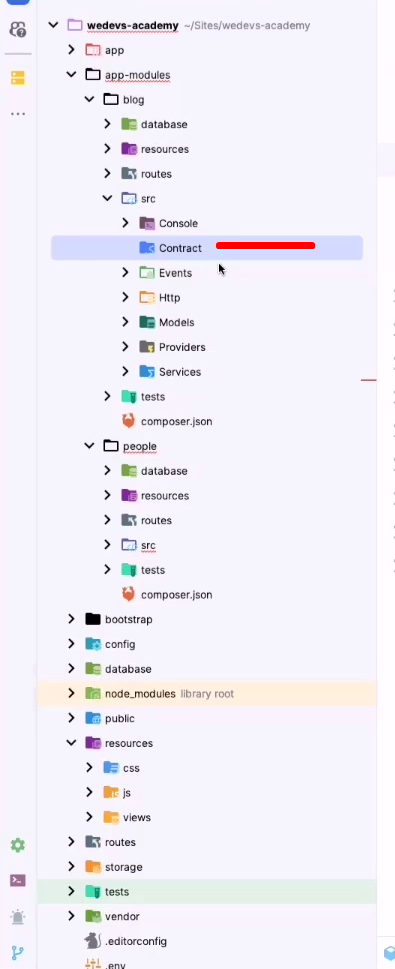 wedevs-academy ~/Sites/wedevs-academy
app
app-modules
blog
database
resources
routes
src
Console
Contract
Events
Http
Models
Providers
Services
tests
composer.json
people
database
resources
routes
src
tests
composer.json
bootstrap
config
database
node_modules library root
public
resources
css
js
views
routes
storage
tests
vendor
.editorconfig
.env